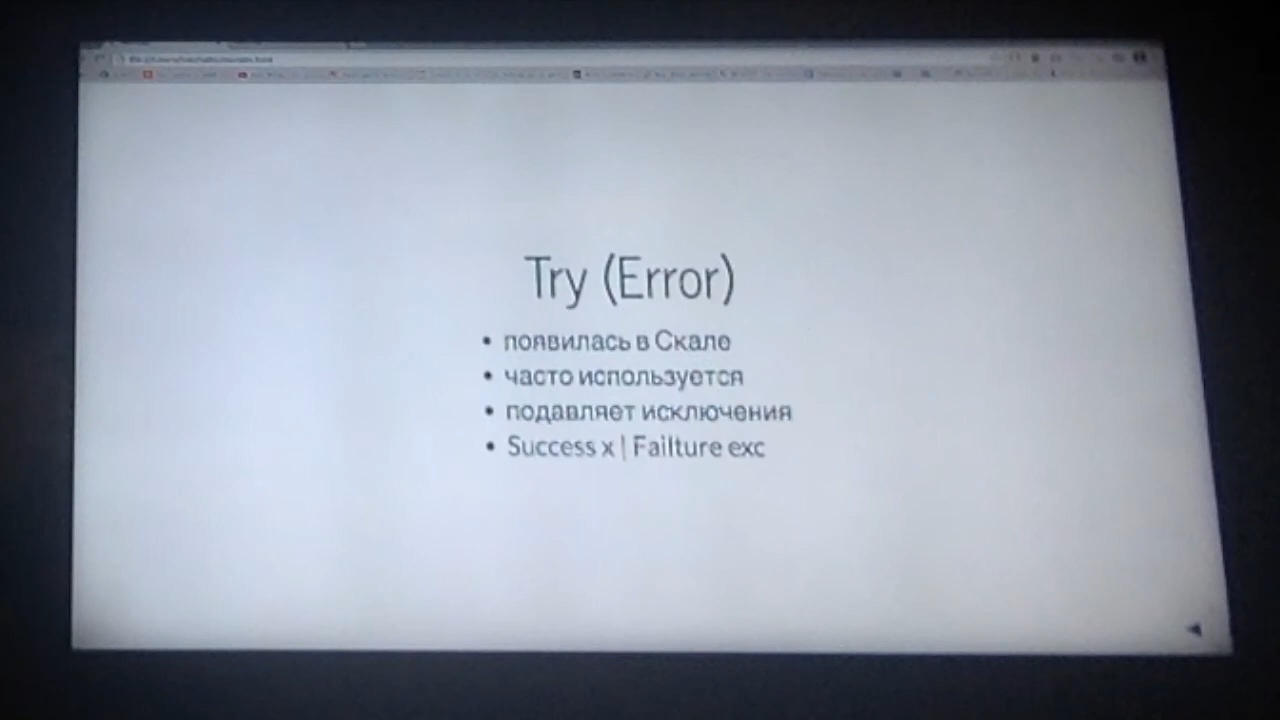 Try (Error)
• появилась в Скале
• часто используется
• подавляет исключения
• Success x | Failture exc